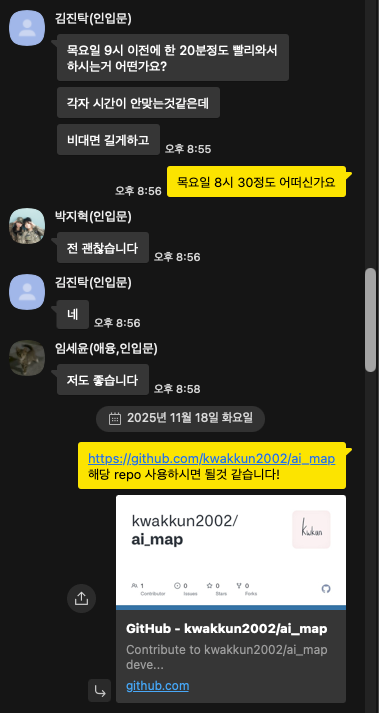 김진탁(인입문)
목요일 9시 이전에 한 20분정도 빨리와서
하시는거 어떤가요?
각자 시간이 안맞는것같은데
비대면 길게하고
오후 8:55
오후 8:56
목요일 8시 30정도 어떠신가요
박지혁(인입문)
전 괜찮습니다
오후 8:56
김진탁(인입문)
네
오후 8:56
임세윤(애융,인입문)
저도 좋습니다
오후 8:58
2025년 11월 18일 화요일
https://github.com/kwakkun2002/ai_map
해당 repo 사용하시면 될것 같습니다!
kwakkun2002/
ai_map
kwkun
1
Contributor
0
Issues
0
Stars
0
Forks
GitHub - kwakkun2002/ai_map
Contribute to kwakkun2002/ai_map
deve...
github.com